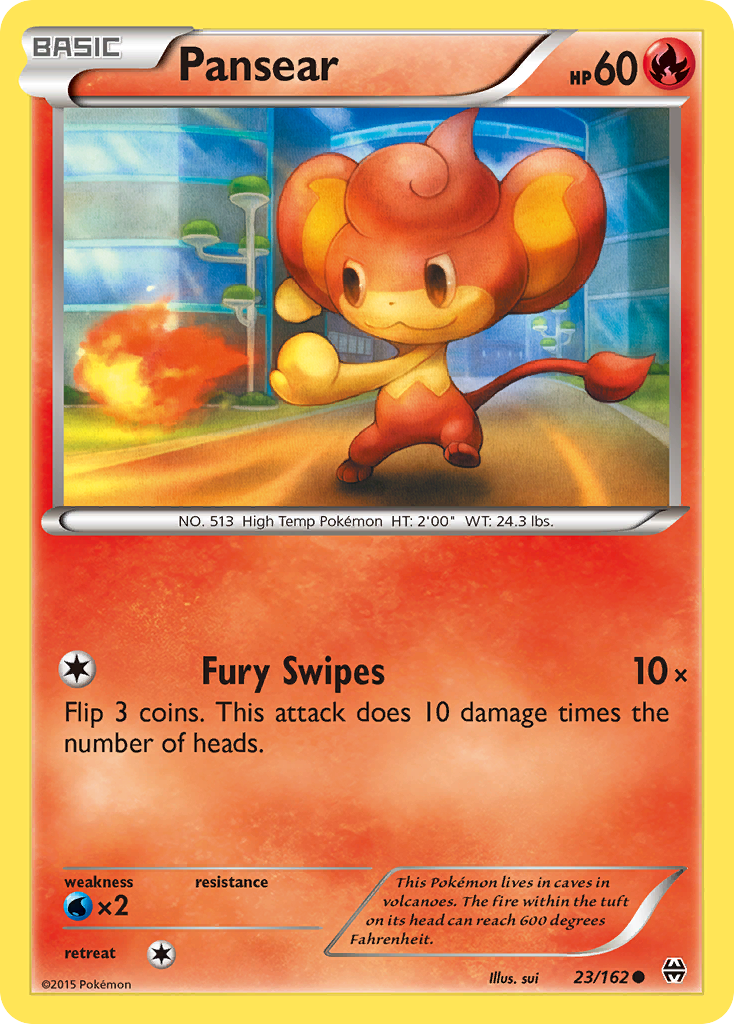 BASIC
Pansear
HP60
NO. 513 High Temp Pokémon HT: 2'00" WT: 24.3 lbs.
Fury Swipes 10×
Flip 3 coins. This attack does 10 damage times the
number of heads.
weakness resistance
×2
retreat
This Pokémon lives in caves in
volcanoes. The fire within the tuft
on its head can reach 600 degrees
Fahrenheit.
©2015 Pokémon
Illus. sui 23/162